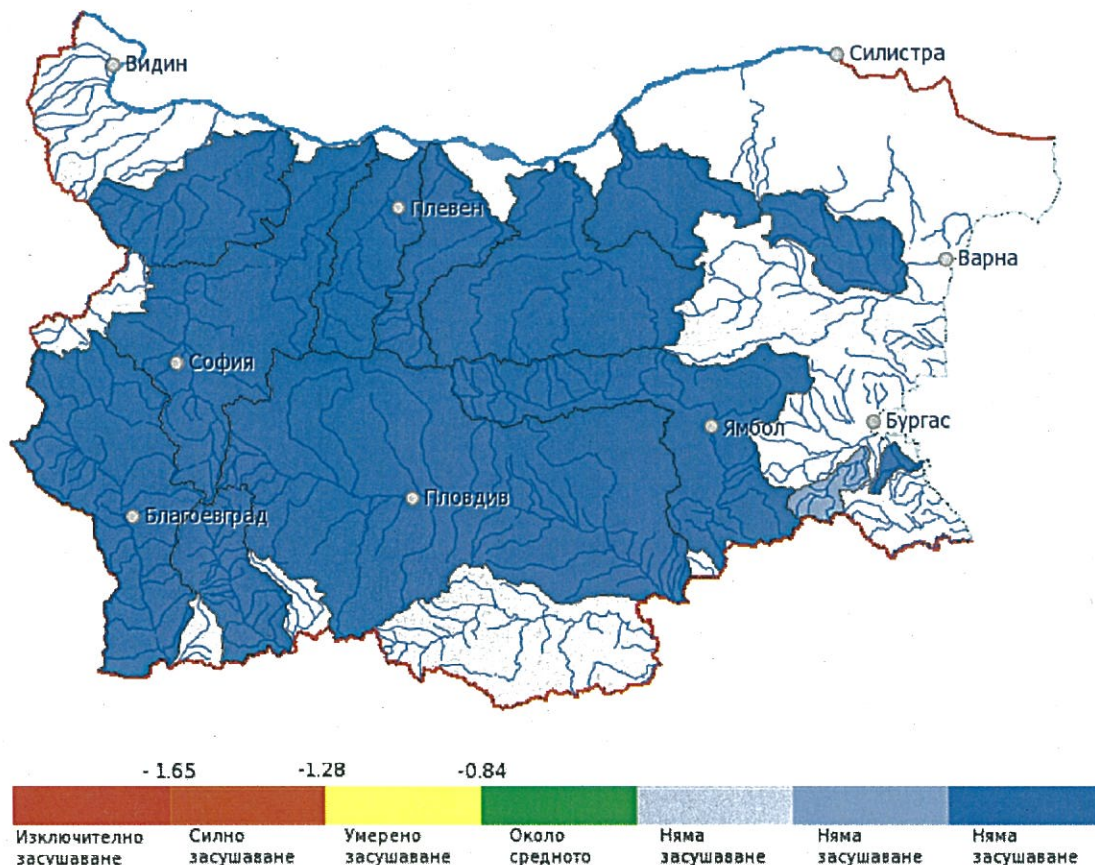 Видин
Силистра
Плевен
Варна
София
Ямбол
Бургас
Пловдив
Благоевград
- 1.65 -1.28 -0.84
Изключително Силно Умерено Около Няма Няма Няма
засушаване засушаване засушаване средното засушаване засушаване засушаване